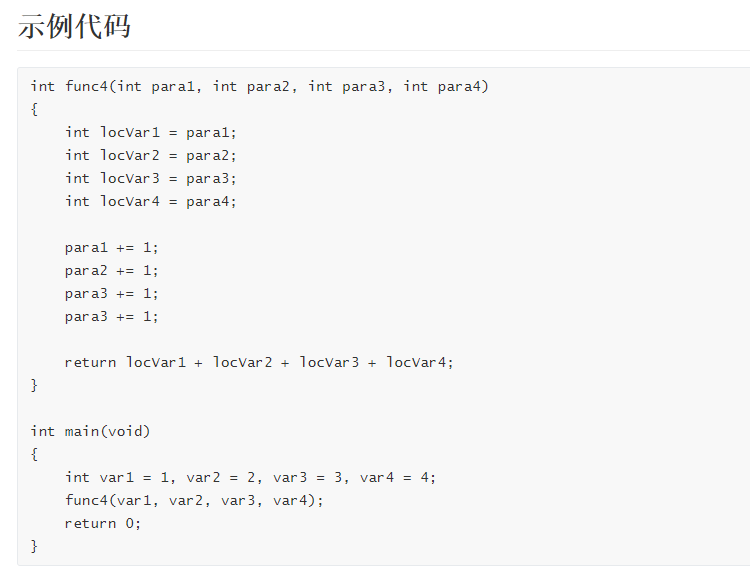 示例代码
int func4(int para1, int para2, int para3, int para4)
{
    int locVar1 = para1;
    int locVar2 = para2;
    int locVar3 = para3;
    int locVar4 = para4;

    para1 += 1;
    para2 += 1;
    para3 += 1;
    para3 += 1;

    return locVar1 + locVar2 + locVar3 + locVar4;
}

int main(void)
{
    int var1 = 1, var2 = 2, var3 = 3, var4 = 4;
    func4(var1, var2, var3, var4);
    return 0;
}